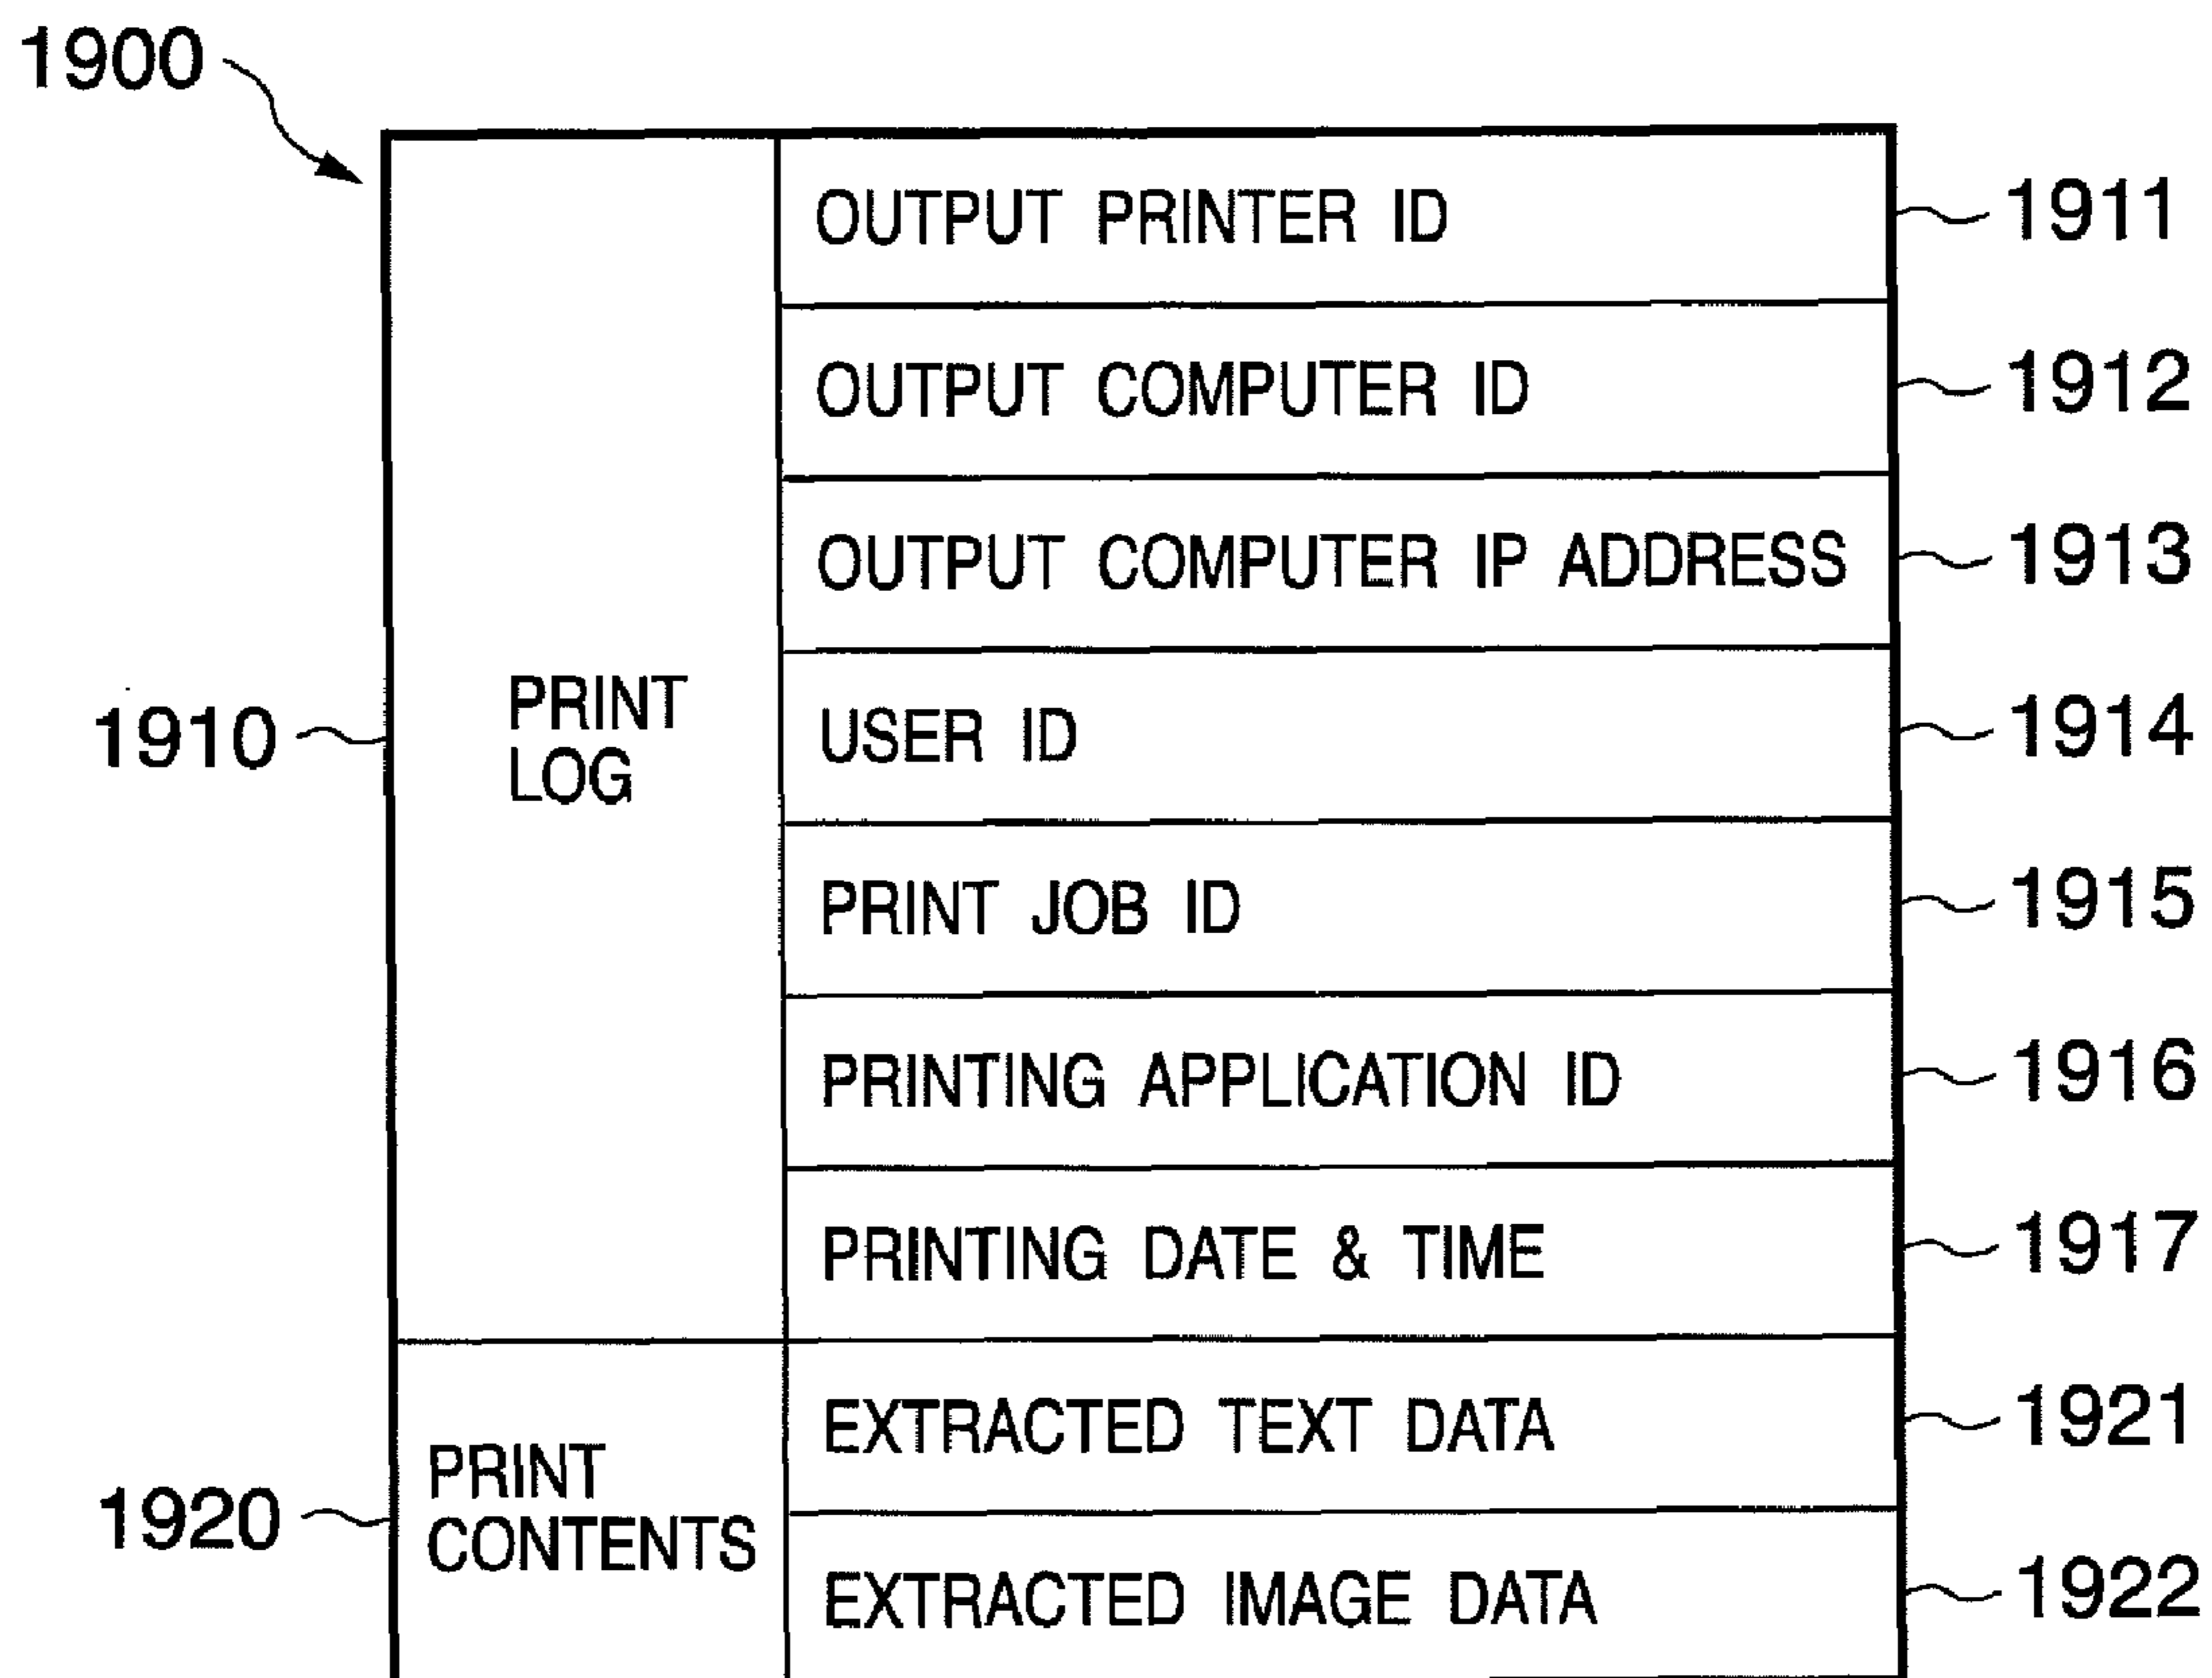 1900
OUTPUT PRINTER ID 1911
OUTPUT COMPUTER ID 1912
OUTPUT COMPUTER IP ADDRESS 1913
1910
PRINT
LOG
USER ID 1914
PRINT JOB ID 1915
PRINTING APPLICATION ID 1916
PRINTING DATE & TIME 1917
1920
PRINT
CONTENTS
EXTRACTED TEXT DATA 1921
EXTRACTED IMAGE DATA 1922